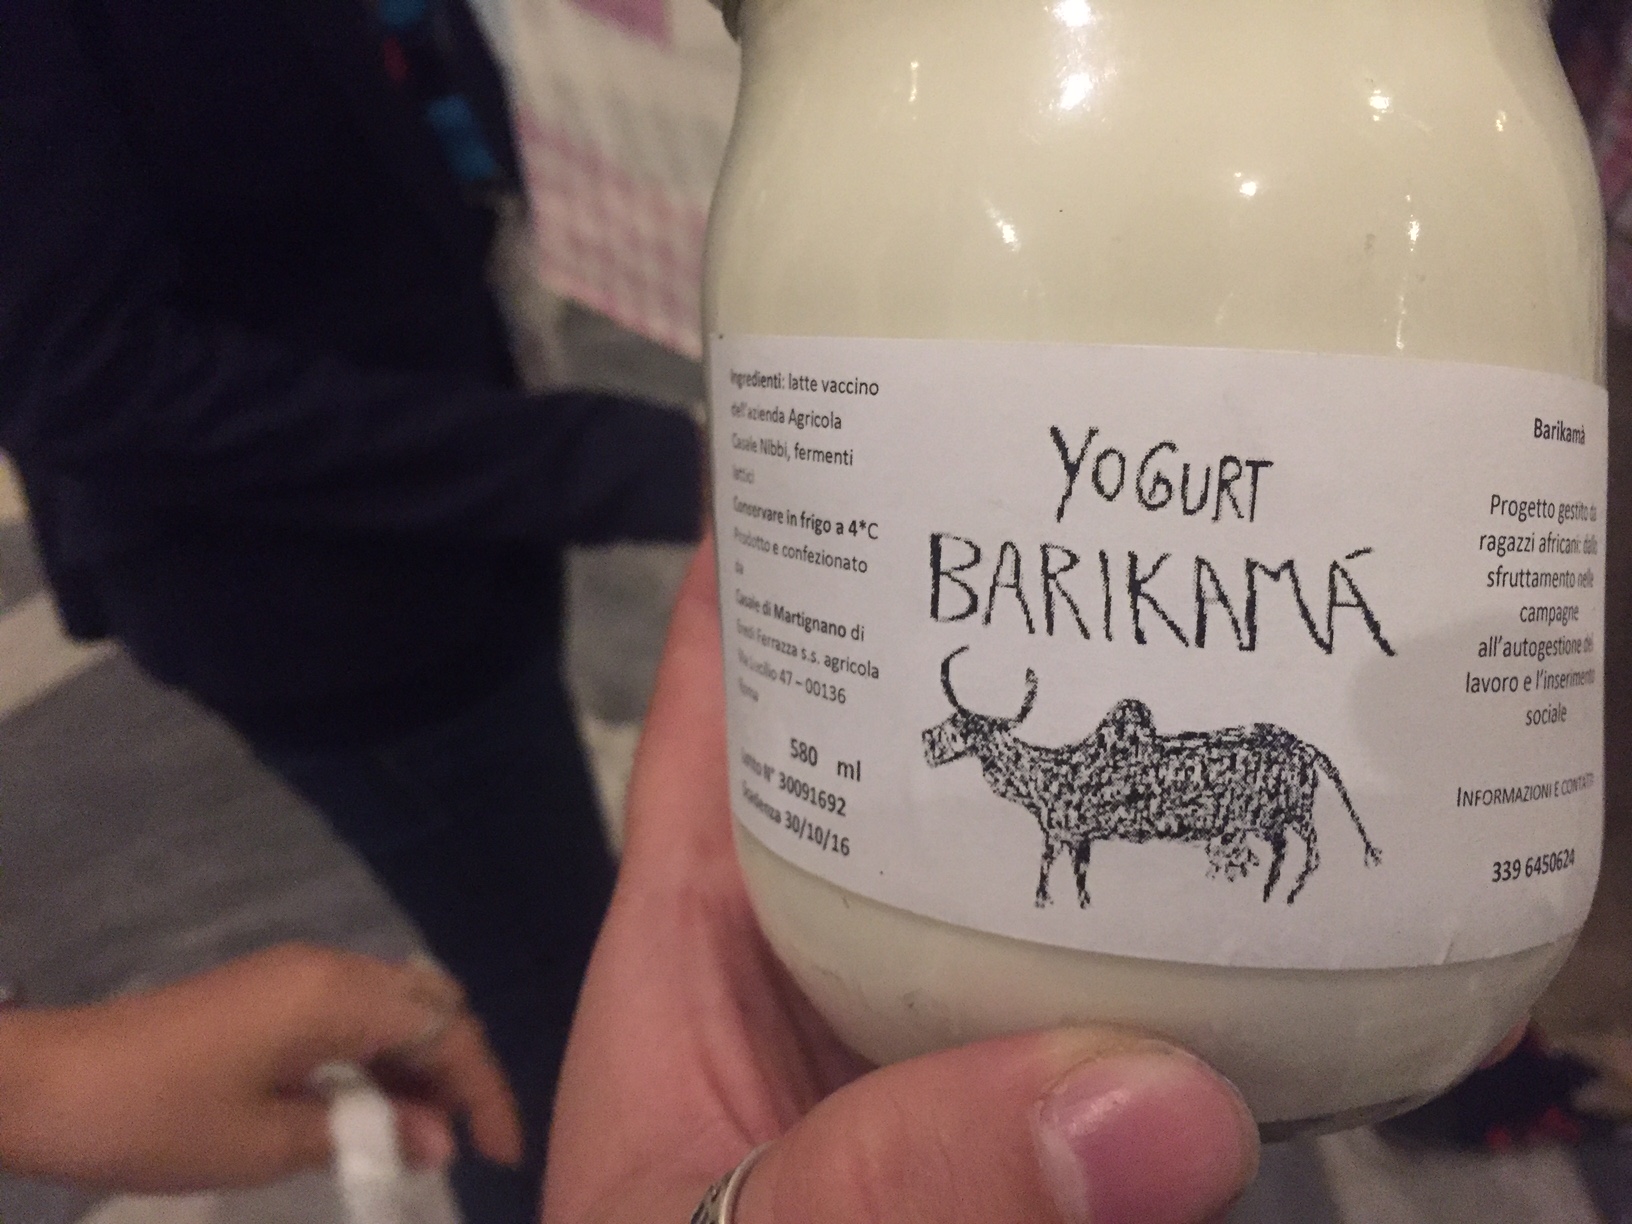 Ingredienti: latte vaccino
dell'azienda Agricola
Casale Nibbi, fermenti
lattici
Conservare in frigo a 4*C
Prodotto e confezionato
da
Casale di Martignano di
Eredi Ferrazza s.s. agricola
Via Lucilio 47 – 00136
Roma
580 ml
Lotto N° 30091692
Scadenza 30/10/16
YOGURT
BARIKAMÁ
Barikamà
Progetto gestito da
ragazzi africani: dallo
sfruttamento nelle
campagne
all'autogestione del
lavoro e l'inserimento
sociale
INFORMAZIONI E CONTATTI
339 6450624